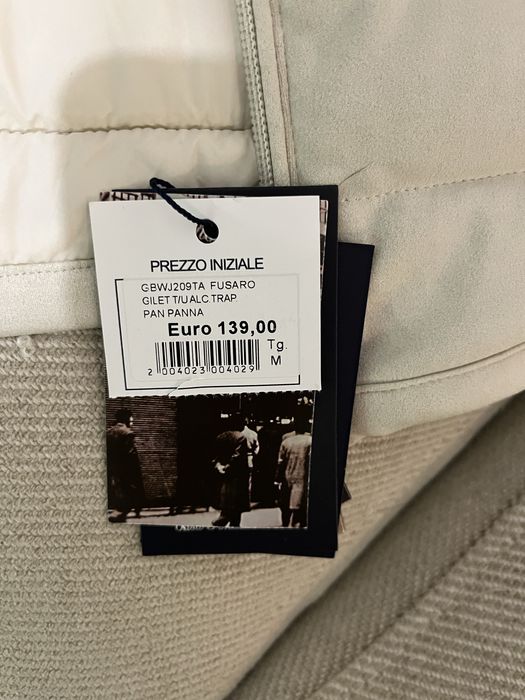 PREZZO INIZIALE
GBWJ209TA FUSARO
GILET T/U ALC.TRAP
PAN PANNA
Euro 139,00
Tg.
M
2 004023 004029